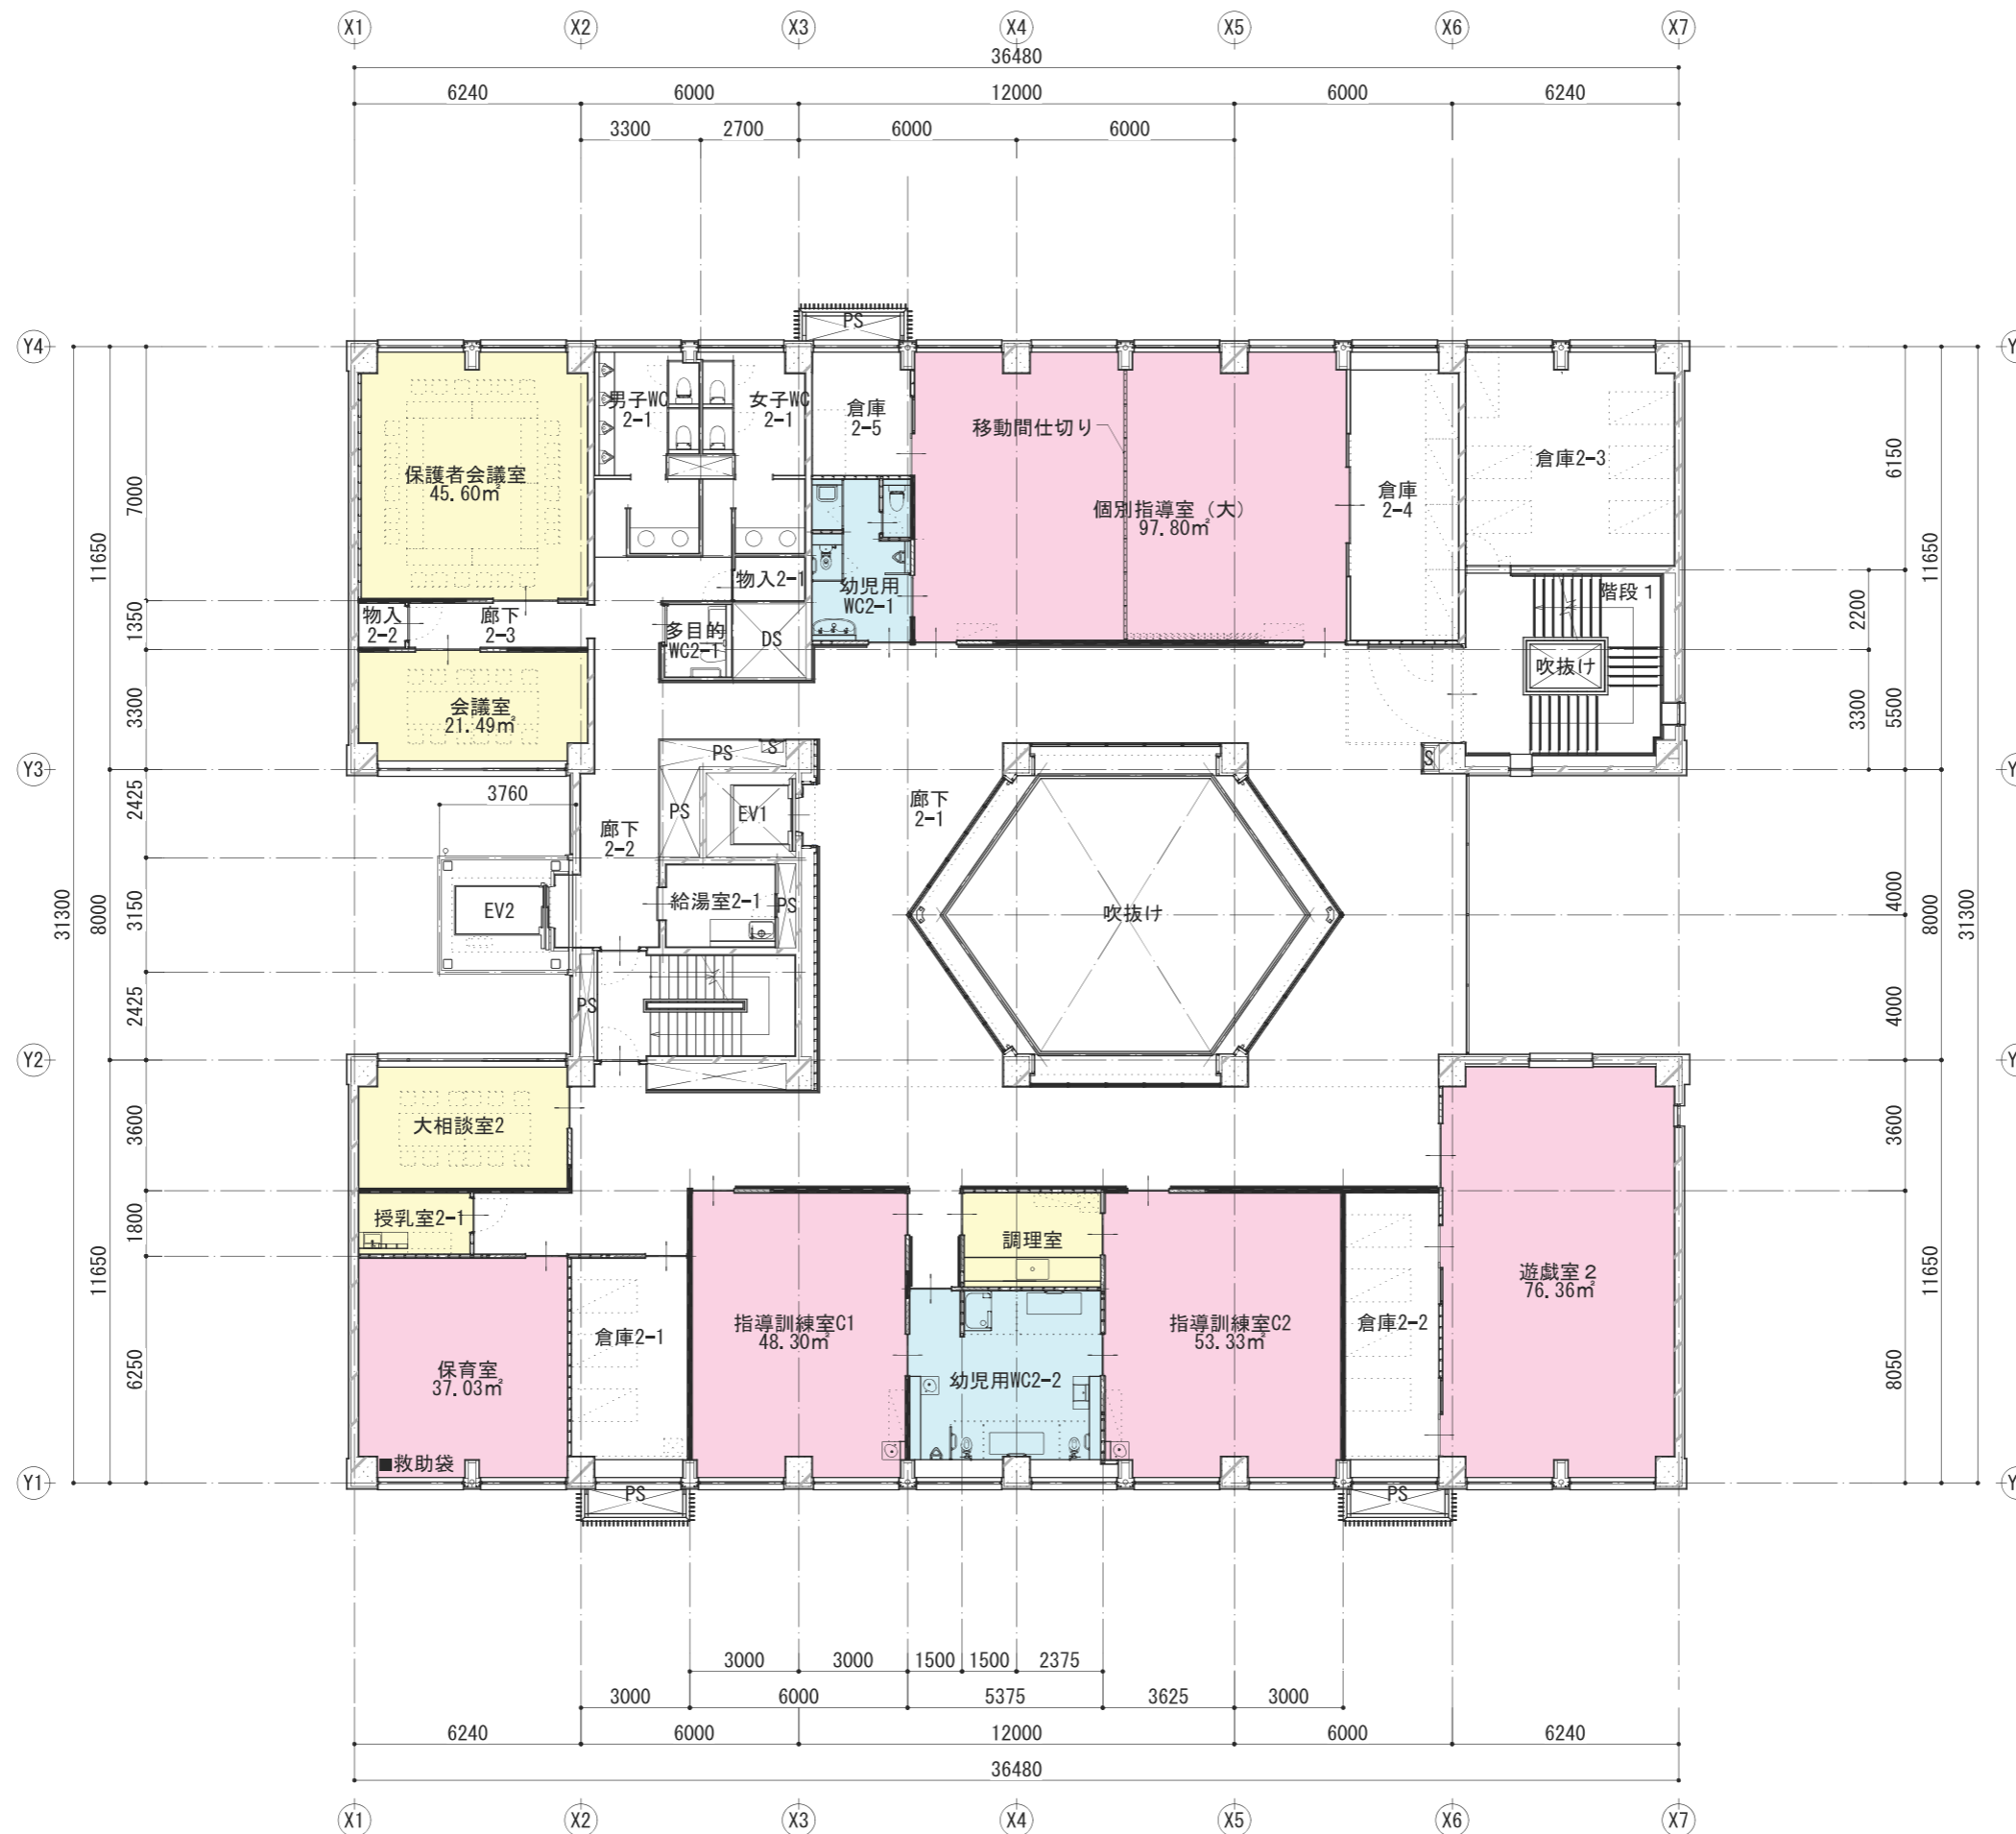 X1
X2
X3
X4
X5
X6
X7
36480
6240
6000
12000
6000
6240
3300
2700
6000
6000
PS
Y4
Y
保護者会議室
45.60㎡
男子WC
2-1
女子WC
2-1
倉庫
2-5
移動間仕切り
個別指導室（大）
97.80㎡
倉庫
2-4
倉庫2-3
物入
2-2
廊下
2-3
物入2-1
多目的
WC2-1
DS
幼児用
WC2-1
階段１
吹抜け
会議室
21.49㎡
PS
S
S
Y3
Y
3760
廊下
2-2
PS
EV1
廊下
2-1
EV2
給湯室2-1
PS
吹抜け
PS
Y2
Y
大相談室2
授乳室2-1
調理室
保育室
37.03㎡
倉庫2-1
指導訓練室C1
48.30㎡
幼児用WC2-2
指導訓練室C2
53.33㎡
倉庫2-2
遊戯室２
76.36㎡
■救助袋
Y1
Y
PS
PS
31300
11650
8000
11650
7000
1350
3300
2425
3150
2425
3600
1800
6250
6150
2200
3300
5500
4000
4000
3600
8050
11650
8000
11650
31300
3000
3000
1500
1500
2375
3000
6000
5375
3625
3000
6240
6000
12000
6000
6240
36480
X1
X2
X3
X4
X5
X6
X7